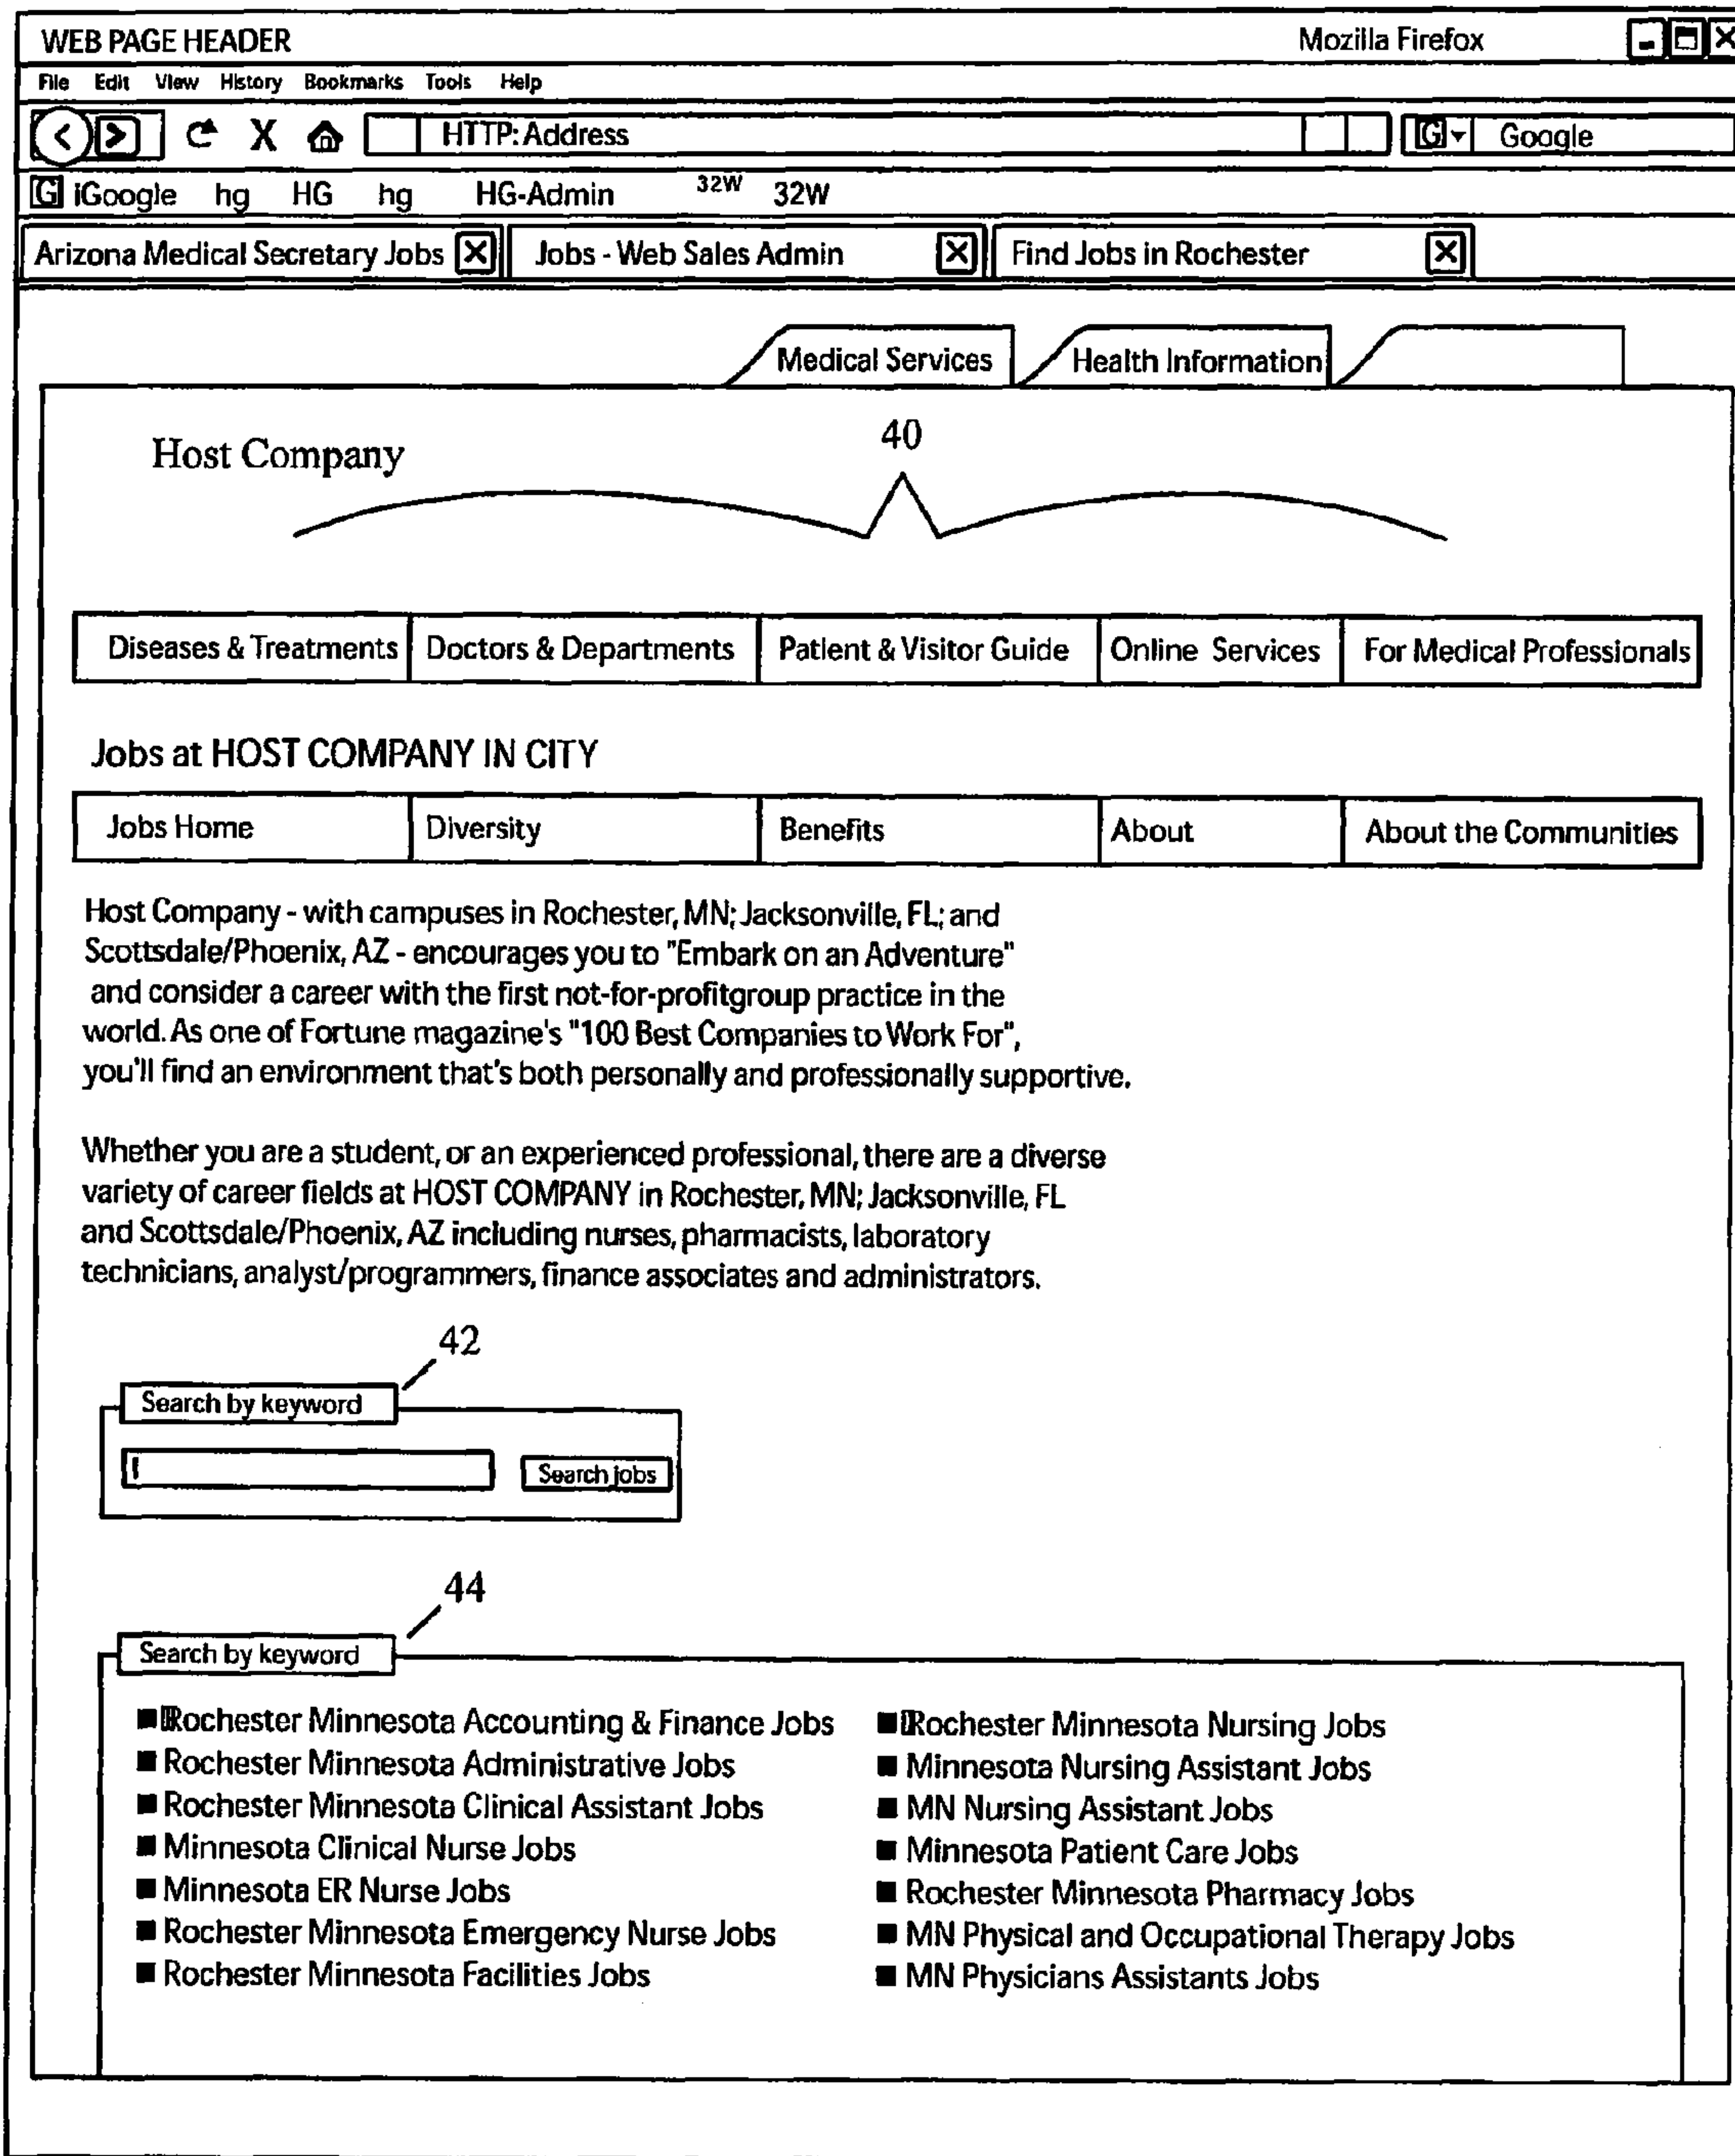 WEB PAGE HEADER Mozilla Firefox
File Edit View History Bookmarks Tools Help
HTTP: Address G Google
G iGoogle hg HG hg HG-Admin 32W 32W
Arizona Medical Secretary Jobs Jobs - Web Sales Admin Find Jobs in Rochester
Medical Services Health Information
Host Company
40
Diseases & Treatments Doctors & Departments Patient & Visitor Guide Online Services For Medical Professionals
Jobs at HOST COMPANY IN CITY
Jobs Home Diversity Benefits About About the Communities
Host Company - with campuses in Rochester, MN; Jacksonville, FL; and
Scottsdale/Phoenix, AZ - encourages you to "Embark on an Adventure"
and consider a career with the first not-for-profitgroup practice in the
world. As one of Fortune magazine's "100 Best Companies to Work For",
you'll find an environment that's both personally and professionally supportive.
Whether you are a student, or an experienced professional, there are a diverse
variety of career fields at HOST COMPANY in Rochester, MN; Jacksonville, FL
and Scottsdale/Phoenix, AZ including nurses, pharmacists, laboratory
technicians, analyst/programmers, finance associates and administrators.
42
Search by keyword
Search jobs
44
Search by keyword
Rochester Minnesota Accounting & Finance Jobs
Rochester Minnesota Administrative Jobs
Rochester Minnesota Clinical Assistant Jobs
Minnesota Clinical Nurse Jobs
Minnesota ER Nurse Jobs
Rochester Minnesota Emergency Nurse Jobs
Rochester Minnesota Facilities Jobs
Rochester Minnesota Nursing Jobs
Minnesota Nursing Assistant Jobs
MN Nursing Assistant Jobs
Minnesota Patient Care Jobs
Rochester Minnesota Pharmacy Jobs
MN Physical and Occupational Therapy Jobs
MN Physicians Assistants Jobs